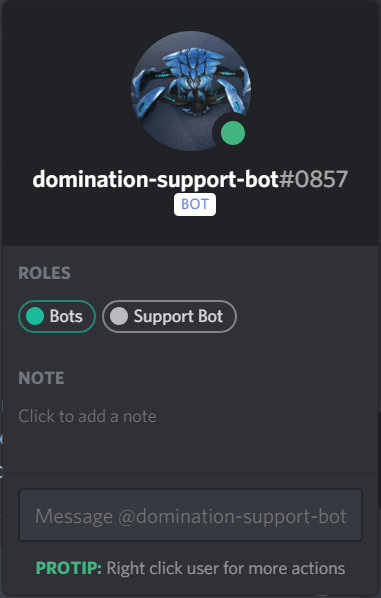 domination-support-bot#0857
BOT
ROLES
Bots
Support Bot
NOTE
Click to add a note
Message @domination-support-bot
PROTIP: Right click user for more actions